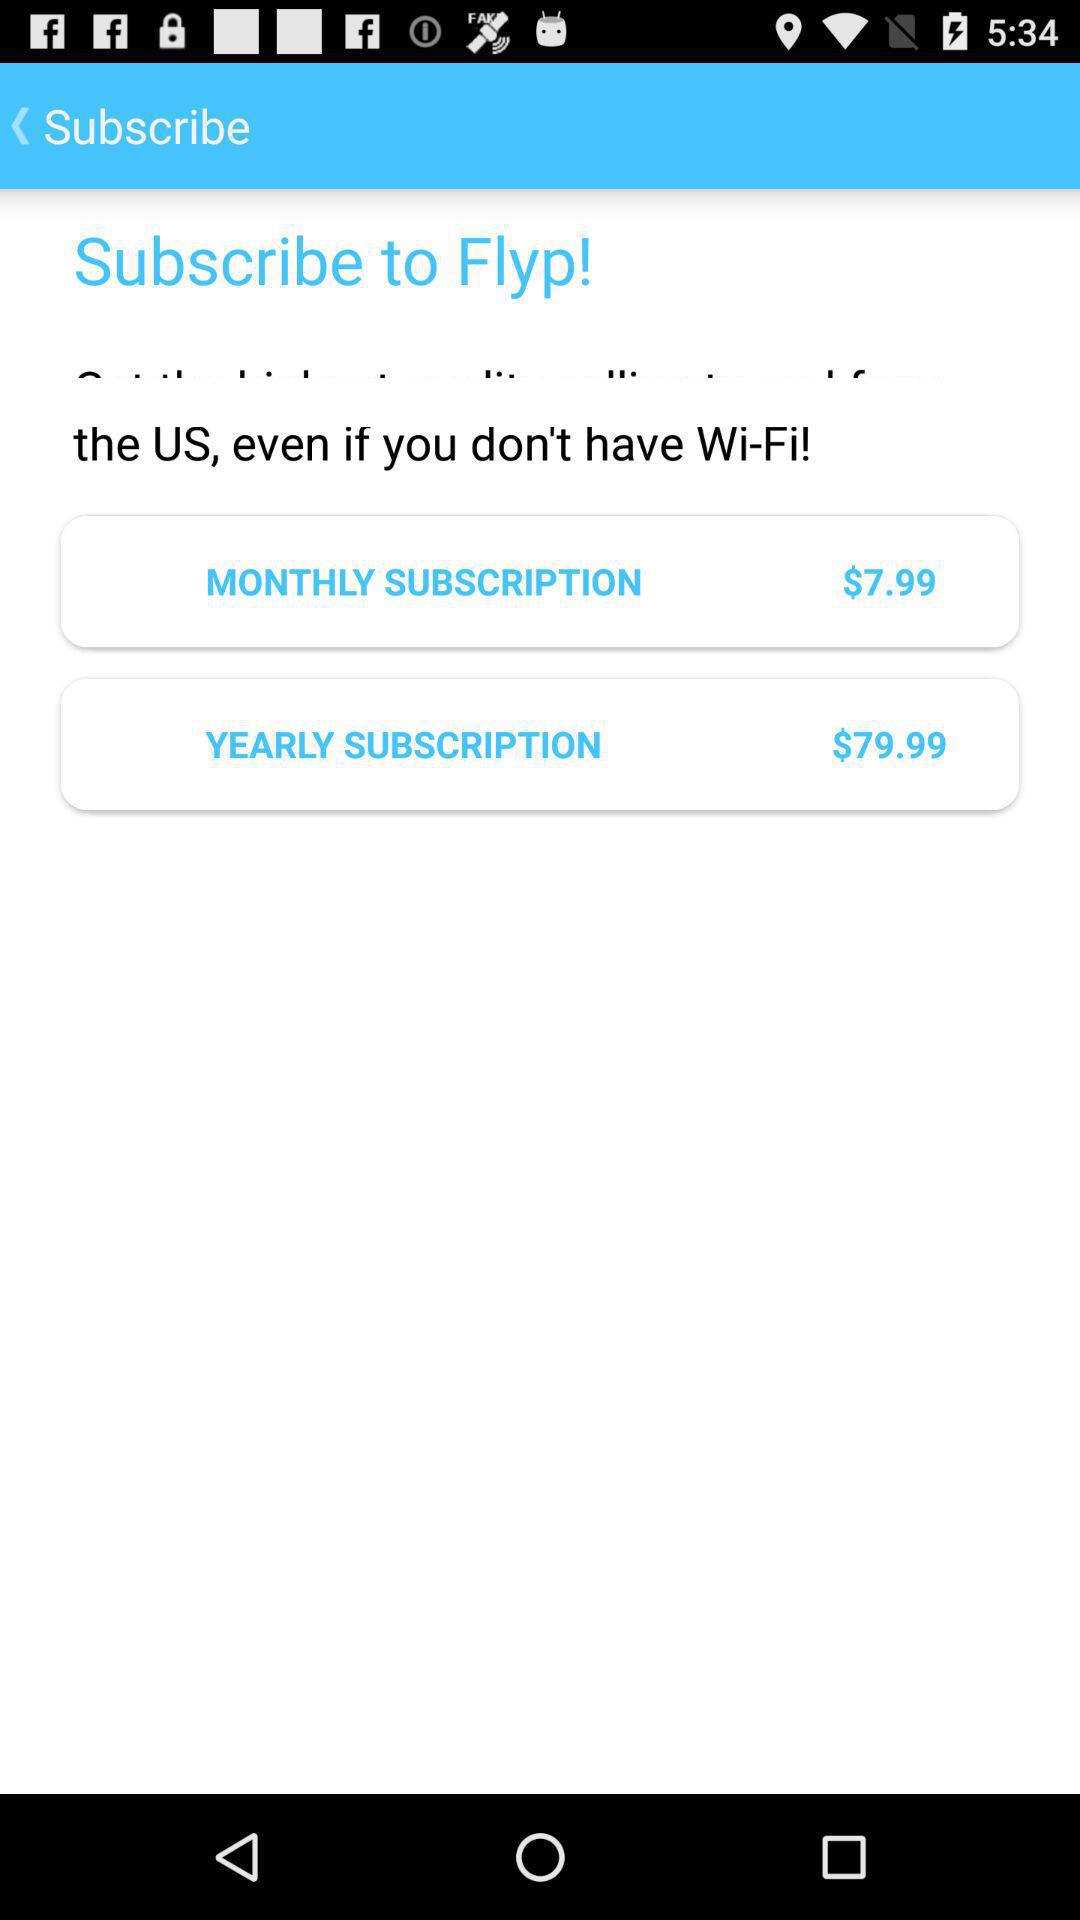 FAKE
5:34
Subscribe
Subscribe to Flyp!
the US, even if you don't have Wi-Fi!
MONTHLY SUBSCRIPTION $7.99
YEARLY SUBSCRIPTION $79.99